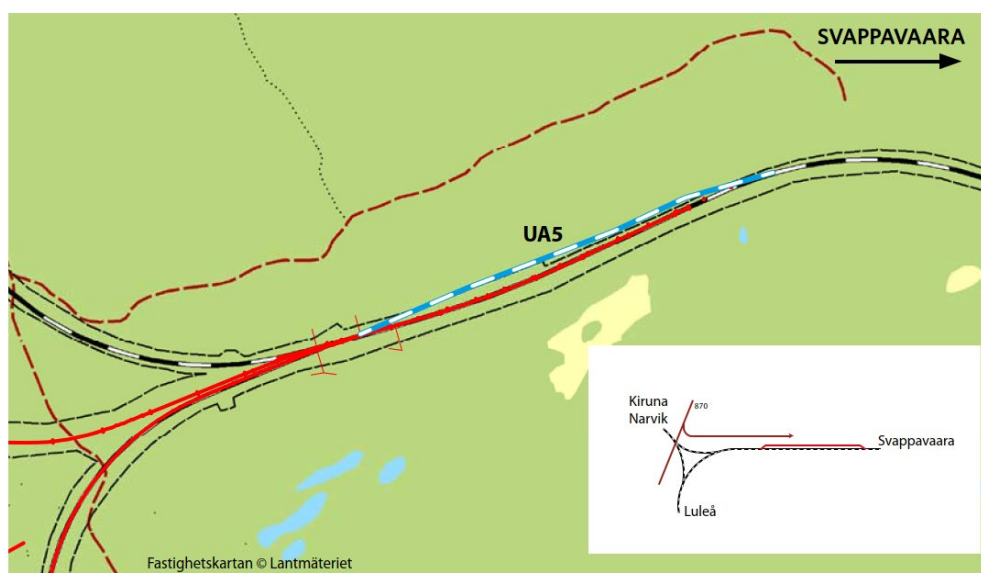 SVAPPAVAARA
UA5
Kiruna
Narvik
870
Svappavaara
Luleå
Fastighetskartan © Lantmäteriet